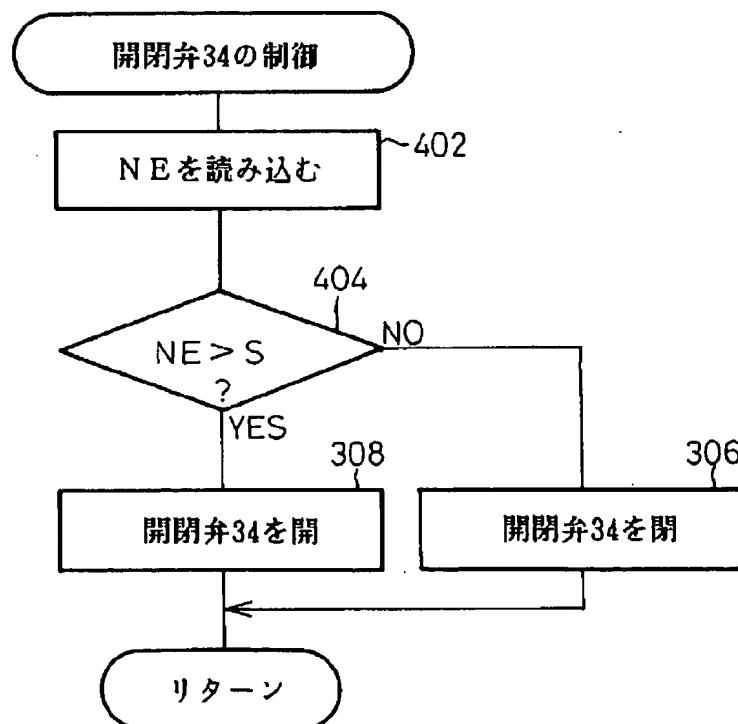 開閉弁34の制御
NEを読み込む
402
404
NE>S
?
NO
YES
308
306
開閉弁34を開
開閉弁34を閉
リターン